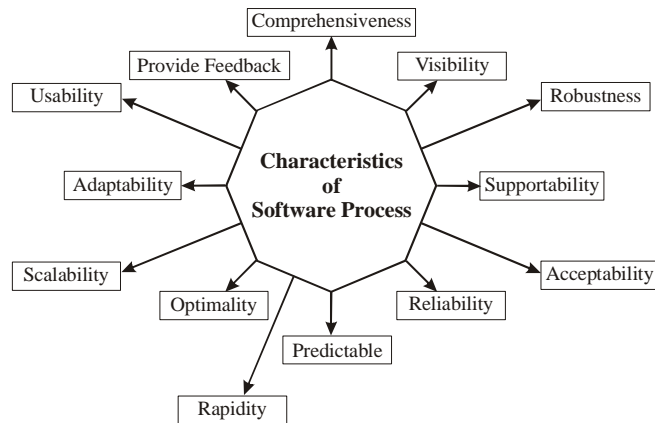 Comprehensiveness
Provide Feedback
Visibility
Usability
Robustness
Characteristics
of
Software Process
Adaptability
Supportability
Scalability
Acceptability
Optimality
Reliability
Predictable
Rapidity